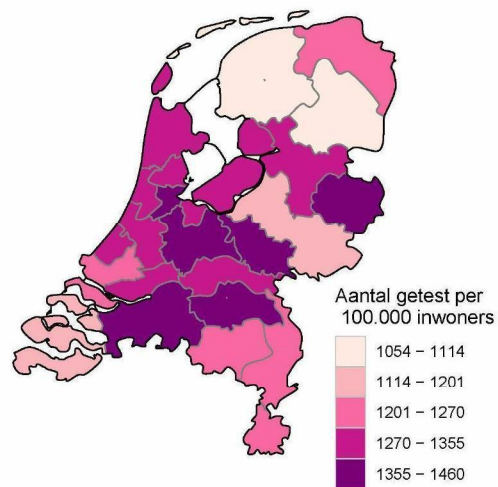 Aantal getest per
100.000 inwoners
1054 – 1114
1114 – 1201
1201 – 1270
1270 – 1355
1355 – 1460